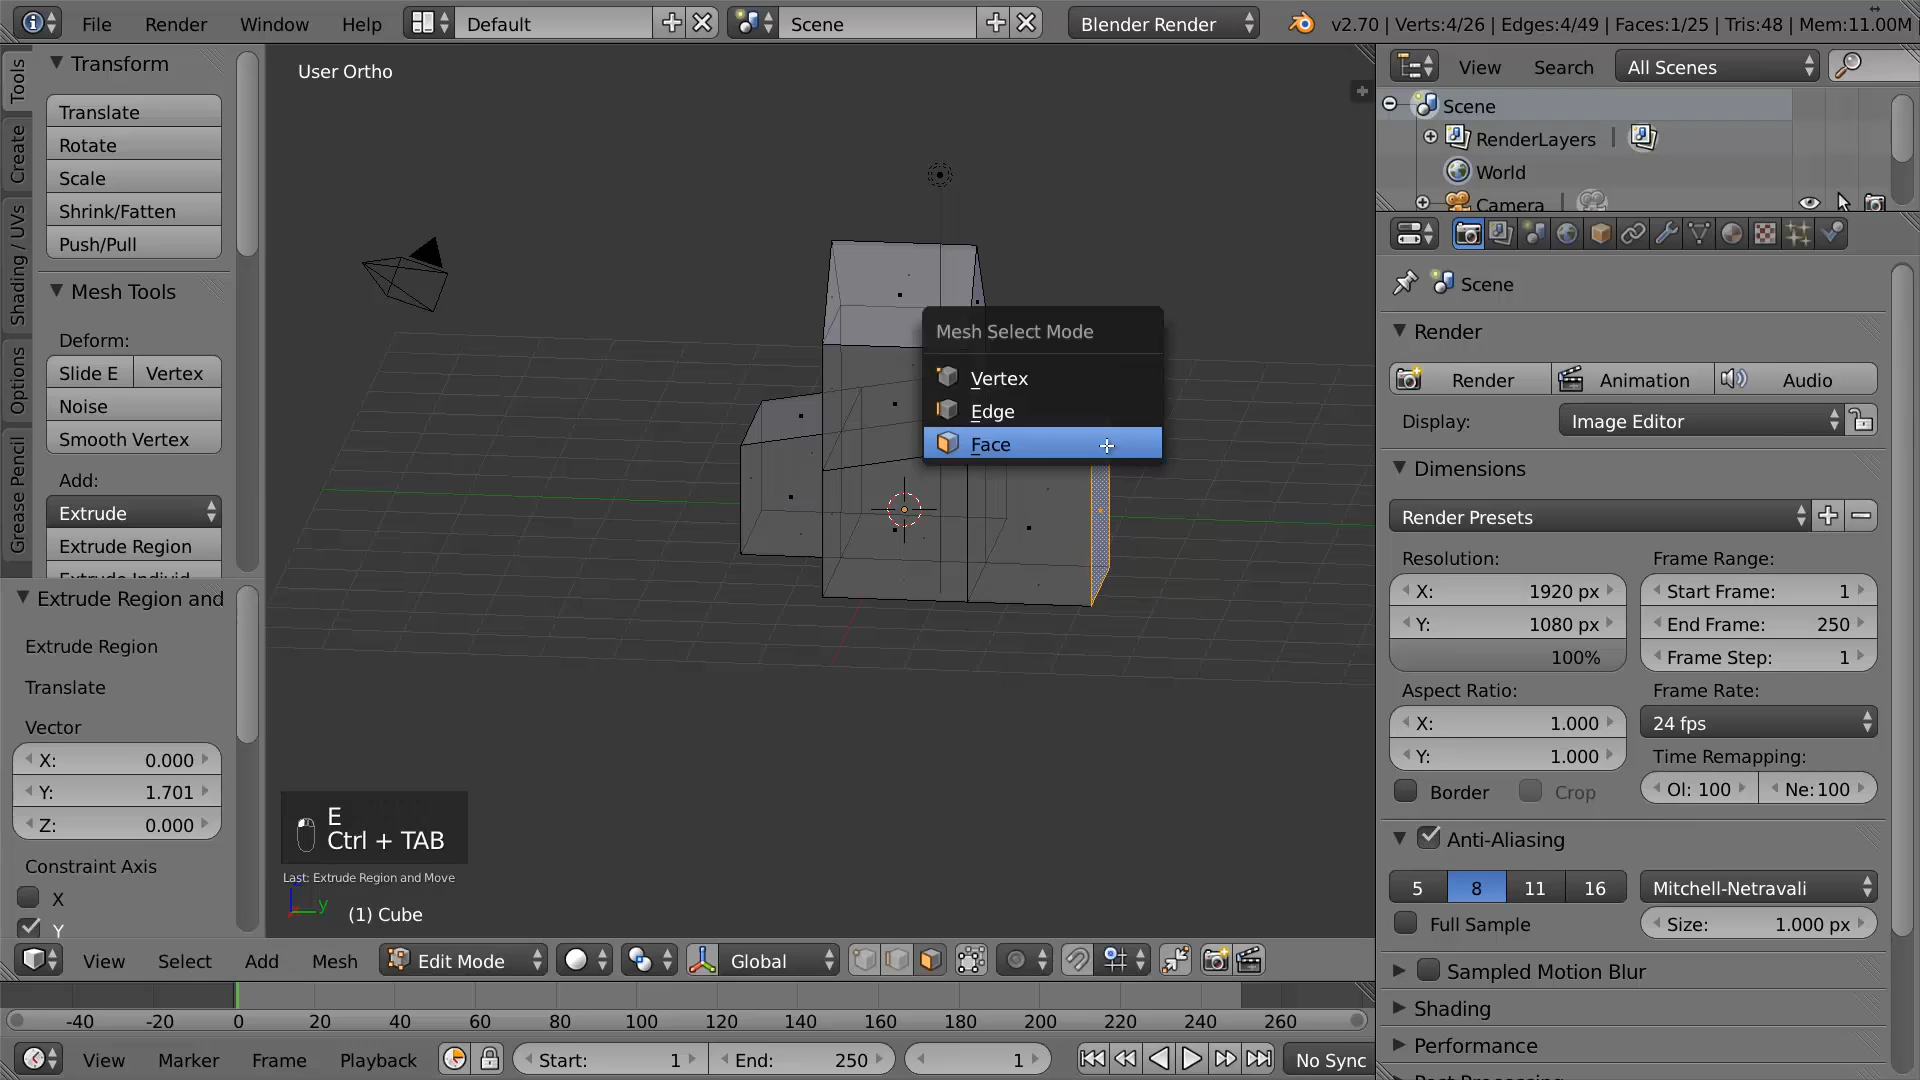 File
Render
Window
Help
Default
Scene
Blender Render
v2.70 | Verts:4/26 | Edges:4/49 | Faces:1/25 | Tris:48 | Mem:11.00M
Tools
Create
Shading / UVs
Options
Grease Pencil
Transform
Translate
Rotate
Scale
Shrink/Fatten
Push/Pull
Mesh Tools
Deform:
Slide E
Vertex
Noise
Smooth Vertex
Add:
Extrude
Extrude Region
Extrude Individ
Extrude Region and
Extrude Region
Translate
Vector
X: 0.000
Y: 1.701
Z: 0.000
Constraint Axis
X
Y
User Ortho
Mesh Select Mode
Vertex
Edge
Face
E
Ctrl + TAB
Last: Extrude Region and Move
y
(1) Cube
View
Select
Add
Mesh
Edit Mode
Global
-40 -20 0 20 40 60 80 100 120 140 160 180 200 220 240 260
View
Marker
Frame
Playback
Start: 1
End: 250
1
No Sync
View
Search
All Scenes
Scene
RenderLayers
World
Camera
Scene
Render
Render
Animation
Audio
Display:
Image Editor
Dimensions
Render Presets
Resolution:
Frame Range:
X: 1920 px
Start Frame: 1
Y: 1080 px
End Frame: 250
100%
Frame Step: 1
Aspect Ratio:
Frame Rate:
X: 1.000
24 fps
Y: 1.000
Time Remapping:
Border
Crop
Ol: 100
Ne:100
Anti-Aliasing
5
8
11
16
Mitchell-Netravali
Full Sample
Size: 1.000 px
Sampled Motion Blur
Shading
Performance